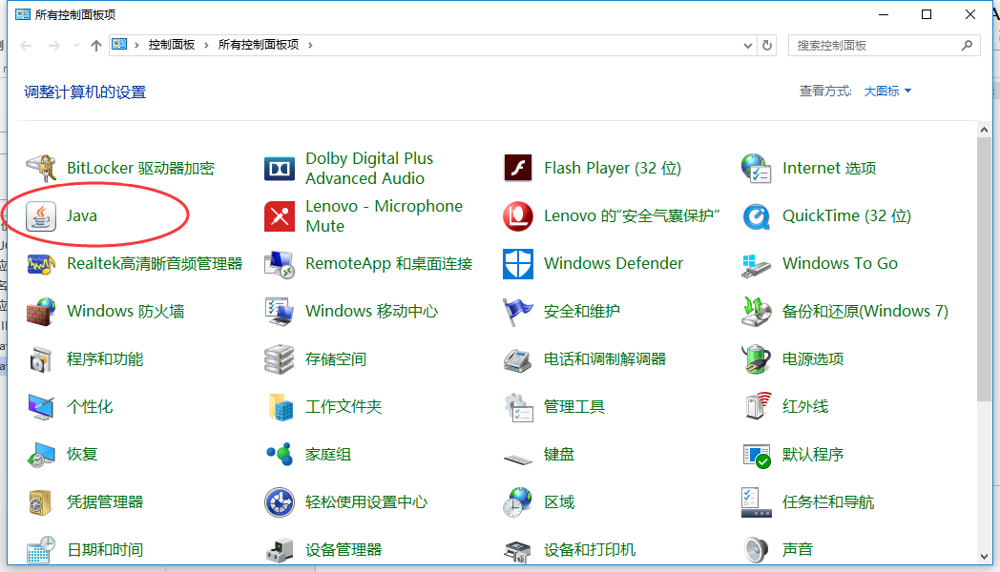 所有控制面板项
控制面板 › 所有控制面板项 ›
搜索控制面板
调整计算机的设置
查看方式: 大图标
BitLocker 驱动器加密
Dolby Digital Plus
Advanced Audio
Flash Player (32 位)
Internet 选项
Java
Lenovo - Microphone
Mute
Lenovo 的“安全气囊保护”
QuickTime (32 位)
Realtek高清晰音频管理器
RemoteApp 和桌面连接
Windows Defender
Windows To Go
Windows 防火墙
Windows 移动中心
安全和维护
备份和还原(Windows 7)
程序和功能
存储空间
电话和调制解调器
电源选项
个性化
工作文件夹
管理工具
红外线
恢复
家庭组
键盘
默认程序
凭据管理器
轻松使用设置中心
区域
任务栏和导航
日期和时间
设备管理器
设备和打印机
声音